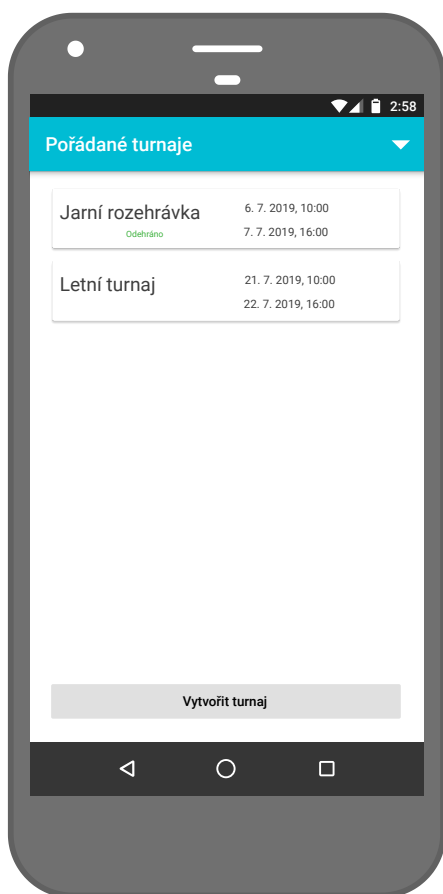 2:58
Pořádané turnaje
Jarní rozehrávka
6. 7. 2019, 10:00
Odehráno
7. 7. 2019, 16:00
Letní turnaj
21. 7. 2019, 10:00
22. 7. 2019, 16:00
Vytvořit turnaj